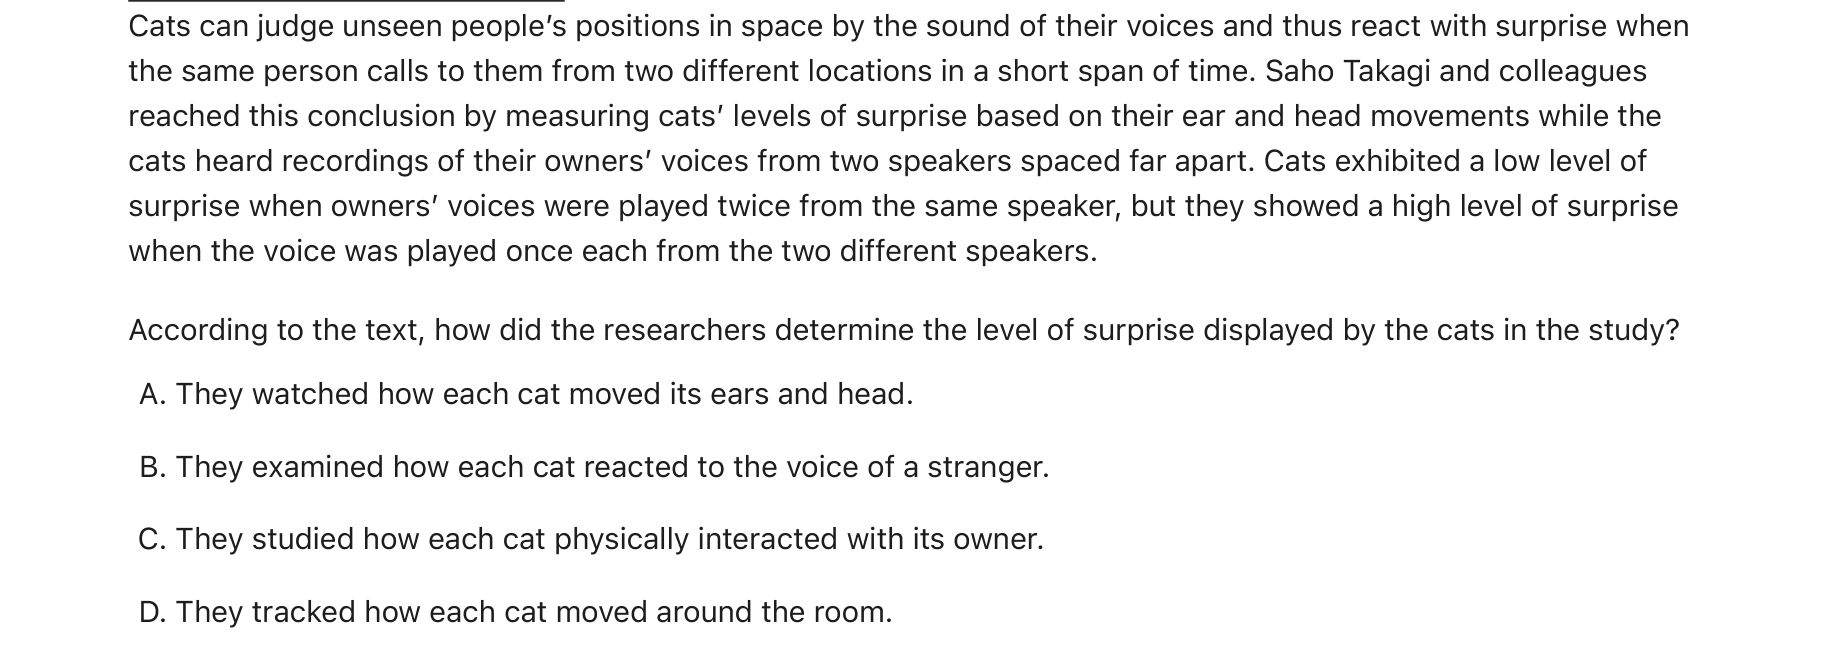 Cats can judge unseen people’s positions in space by the sound of their voices and thus react with surprise when
the same person calls to them from two different locations in a short span of time. Saho Takagi and colleagues
reached this conclusion by measuring cats’ levels of surprise based on their ear and head movements while the
cats heard recordings of their owners’ voices from two speakers spaced far apart. Cats exhibited a low level of
surprise when owners’ voices were played twice from the same speaker, but they showed a high level of surprise
when the voice was played once each from the two different speakers.
According to the text, how did the researchers determine the level of surprise displayed by the cats in the study?
A. They watched how each cat moved its ears and head.
B. They examined how each cat reacted to the voice of a stranger.
C. They studied how each cat physically interacted with its owner.
D. They tracked how each cat moved around the room.